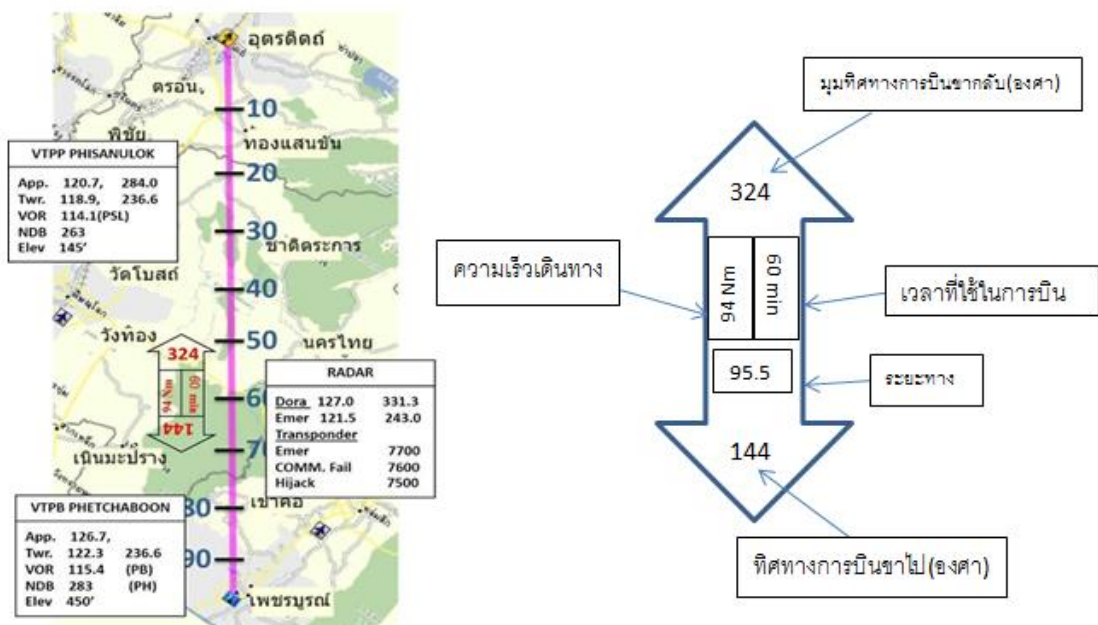 อุตรดิตถ์
ตรอัน
10
พิชัย
ทองแสนขัน
VTPP PHISANULOK
App. 120.7, 284.0
Twr. 118.9, 236.6
VOR 114.1(PSL)
NDB 263
Elev 145'
20
30
ชาติตระการ
วัดโบสถ์
40
พิษณุโลก
วังทอง
50
นครไทย
324
94 Nm
60 min
144
RADAR
Dora 127.0 331.3
Emer 121.5 243.0
Transponder
Emer 7700
COMM. Fail 7600
Hijack 7500
60
70
เนินมะปราง
VTPB PHETCHABOON
App. 126.7,
Twr. 122.3 236.6
VOR 115.4 (PB)
NDB 283 (PH)
Elev 450'
80
เขาค้อ
90
เพชรบูรณ์
มุมทิศทางการบินขากลับ(องศา)
324
ความเร็วเดินทาง
94 Nm
60 min
เวลาที่ใช้ในการบิน
95.5
ระยะทาง
144
ทิศทางการบินขาไป(องศา)